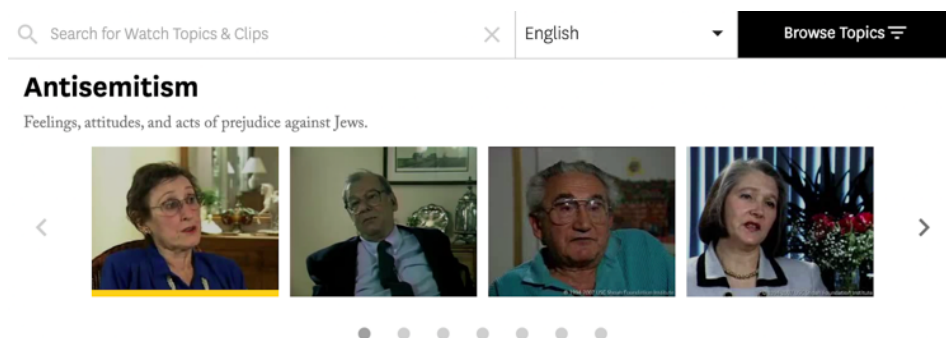 Search for Watch Topics & Clips
English
Browse Topics
Antisemitism
Feelings, attitudes, and acts of prejudice against Jews.